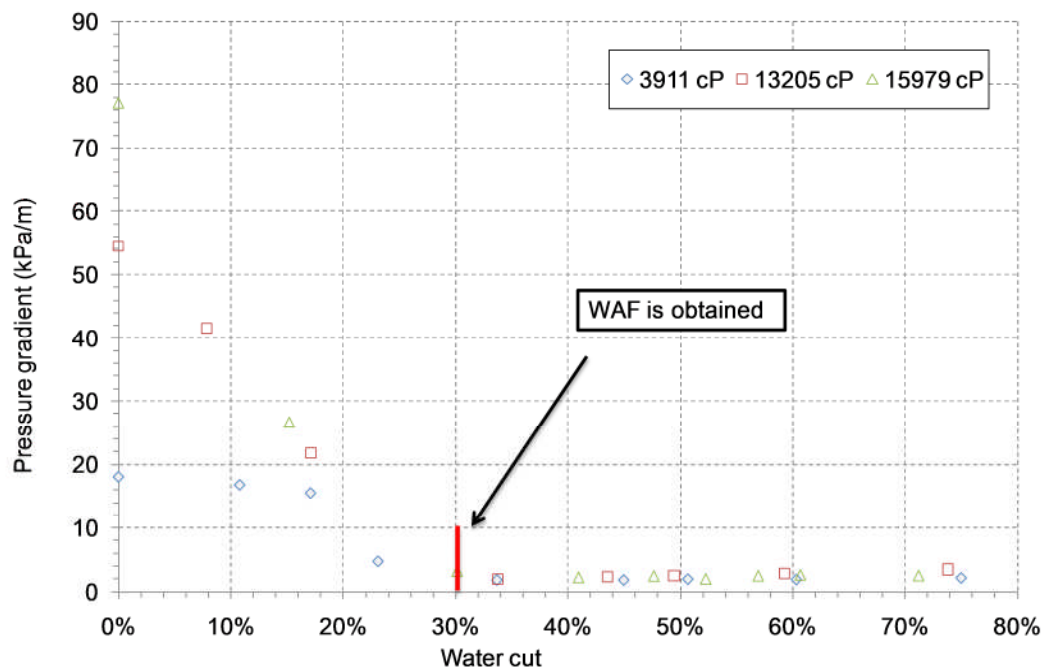 90
80
70
60
50
40
30
20
10
0
Pressure gradient (kPa/m)
3911 cP 13205 cP 15979 cP
WAF is obtained
0% 10% 20% 30% 40% 50% 60% 70% 80%
Water cut